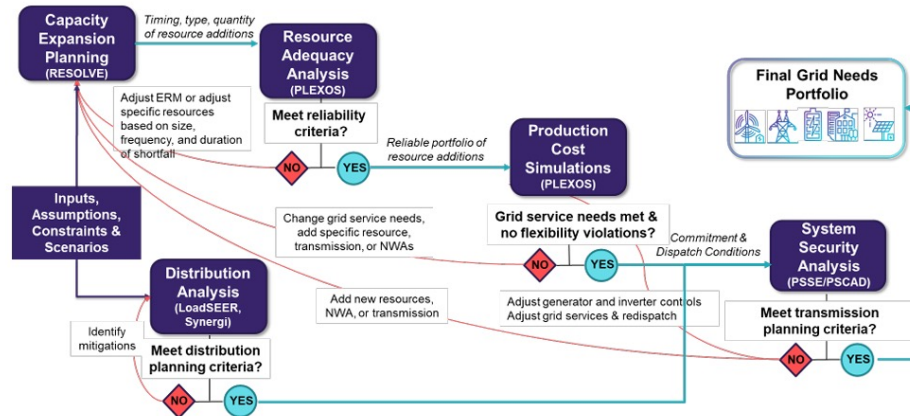 Capacity
Expansion
Planning
(RESOLVE)
Timing, type, quantity
of resource additions
Resource
Adequacy
Analysis
(PLEXOS)
Meet reliability
criteria?
NO
YES
Adjust ERM or adjust
specific resources
based on size,
frequency, and duration
of shortfall
Reliable portfolio of
resource additions
Production
Cost
Simulations
(PLEXOS)
Grid service needs met &
no flexibility violations?
NO
YES
Change grid service needs,
add specific resource,
transmission, or NWAs
Final Grid Needs
Portfolio
Inputs,
Assumptions,
Constraints &
Scenarios
Commitment &
Dispatch Conditions
System
Security
Analysis
(PSSE/PSCAD)
Meet transmission
planning criteria?
NO
YES
Adjust generator and inverter controls
Adjust grid services & redispatch
Add new resources,
NWA, or transmission
Distribution
Analysis
(LoadSEER,
Synergi)
Meet distribution
planning criteria?
NO
YES
Identify
mitigations